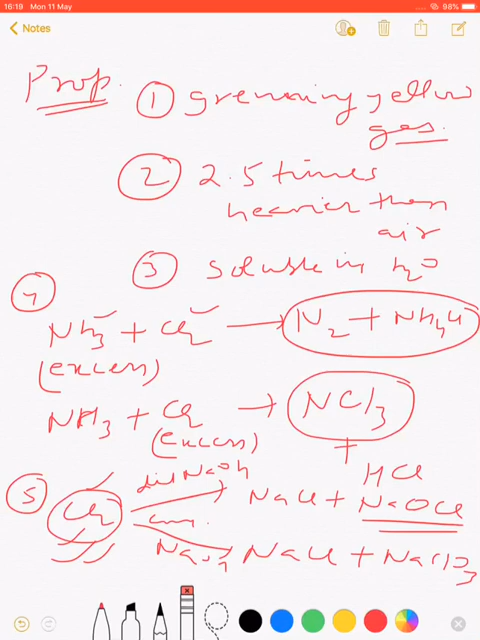 16:19 Mon 11 May 98%
Notes
Prop.
① greenish yellow
gas.
② 2.5 times
heavier than
air
③ soluble in H2O
④
NH3 + Cl2 → N2 + NH4Cl
(excess)
NH3 + Cl2 → NCl3
(excess) +
HCl
⑤ Cl2 dil NaOH → NaCl + NaOCl
conc. NaOH → NaCl + NaClO3